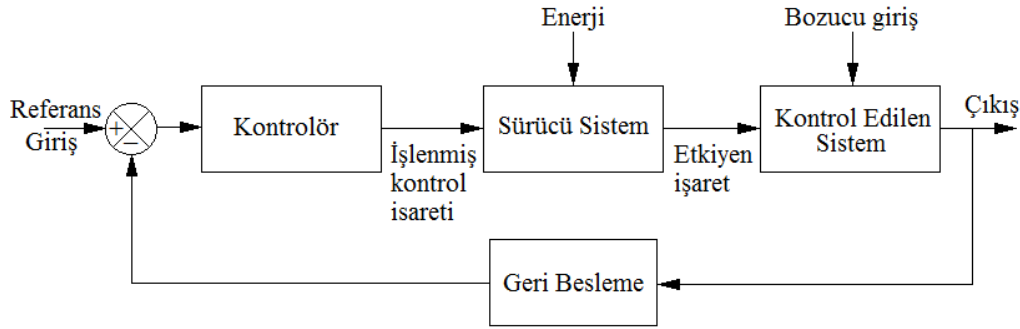 Enerji
Bozucu giriş
Referans
Giriş
+
−
Kontrolör
İşlenmiş
kontrol
isareti
Sürücü Sistem
Etkiyen
işaret
Kontrol Edilen
Sistem
Çıkış
Geri Besleme